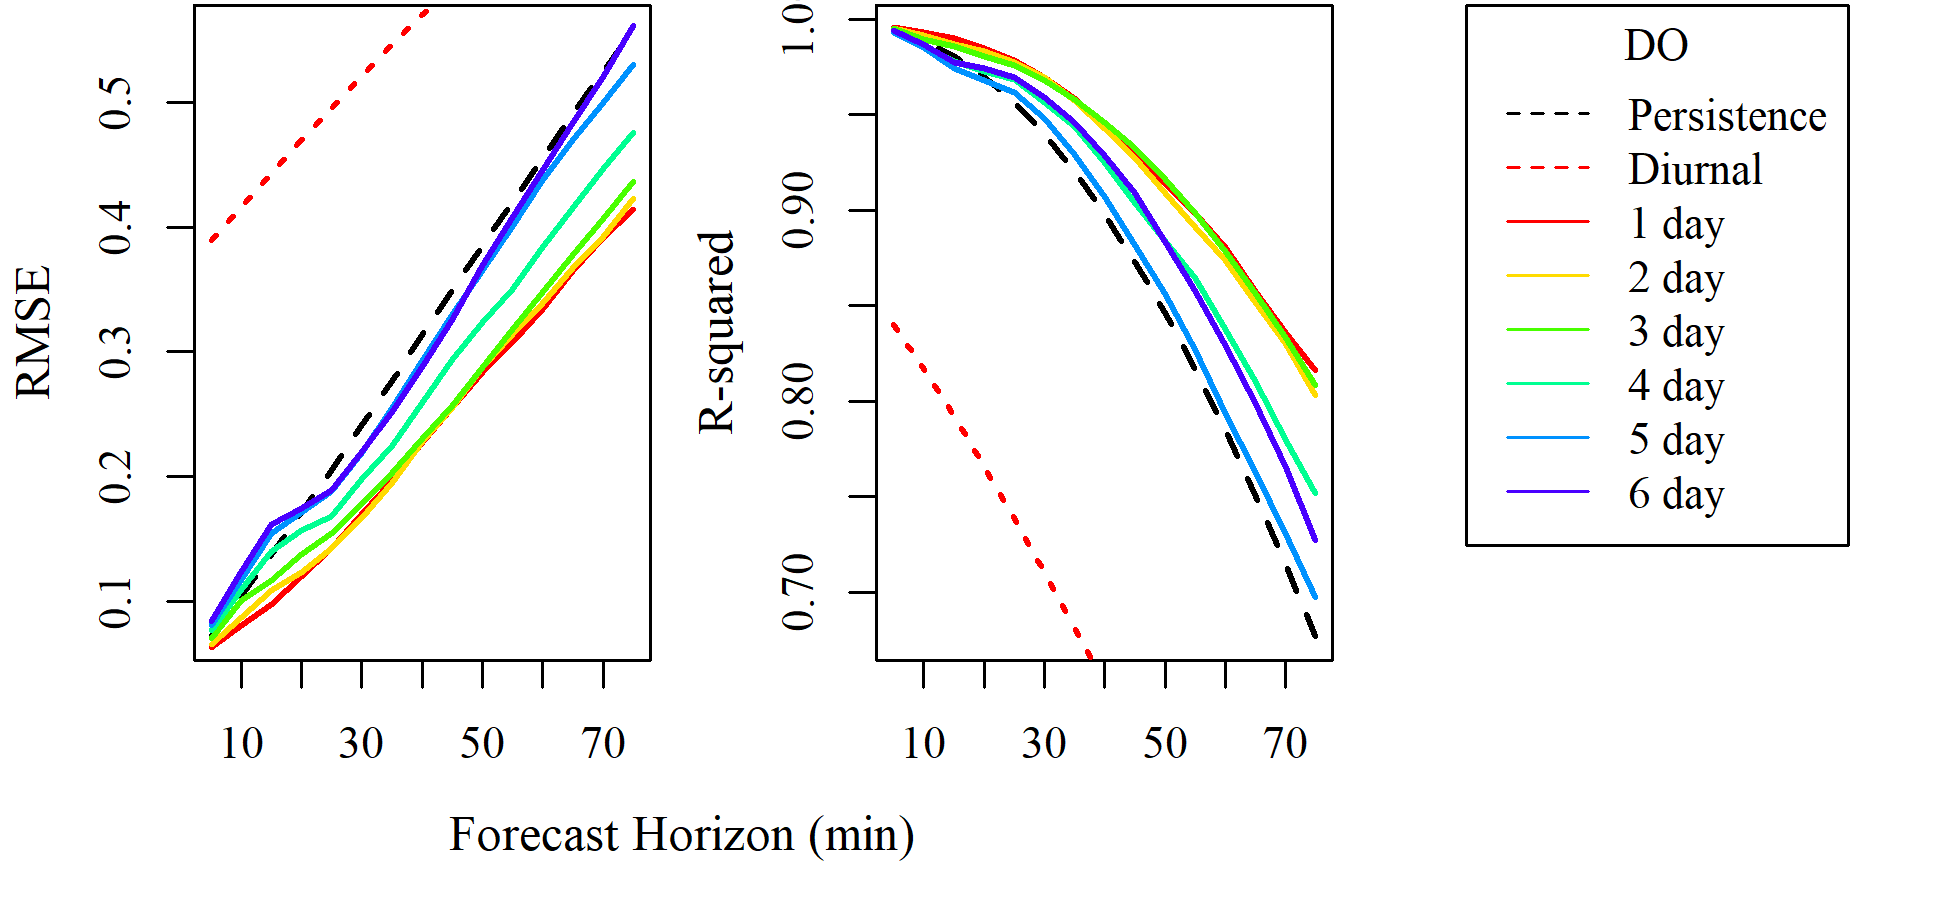 RMSE
0.5
0.4
0.3
0.2
0.1
10 30 50 70
R-squared
1.0
0.90
0.80
0.70
10 30 50 70
Forecast Horizon (min)
DO
Persistence
Diurnal
1 day
2 day
3 day
4 day
5 day
6 day